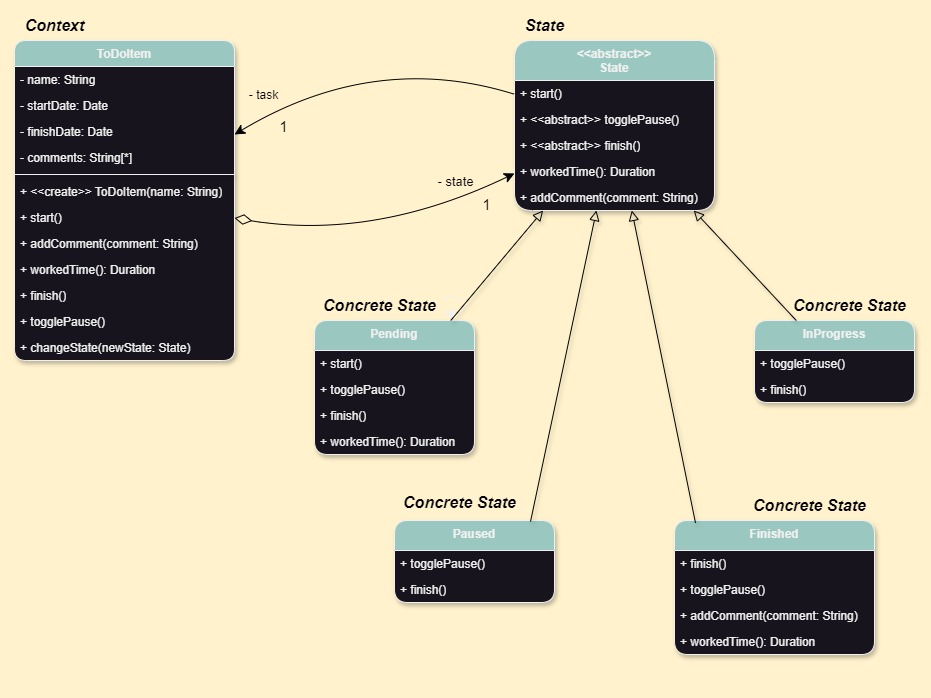 Context
ToDoItem
- name: String
- startDate: Date
- finishDate: Date
- comments: String[*]
+ <<create>> ToDoItem(name: String)
+ start()
+ addComment(comment: String)
+ workedTime(): Duration
+ finish()
+ togglePause()
+ changeState(newState: State)
- task
1
- state
1
State
<<abstract>>
State
+ start()
+ <<abstract>> togglePause()
+ <<abstract>> finish()
+ workedTime(): Duration
+ addComment(comment: String)
Concrete State
Pending
+ start()
+ togglePause()
+ finish()
+ workedTime(): Duration
Concrete State
InProgress
+ togglePause()
+ finish()
Concrete State
Paused
+ togglePause()
+ finish()
Concrete State
Finished
+ finish()
+ togglePause()
+ addComment(comment: String)
+ workedTime(): Duration